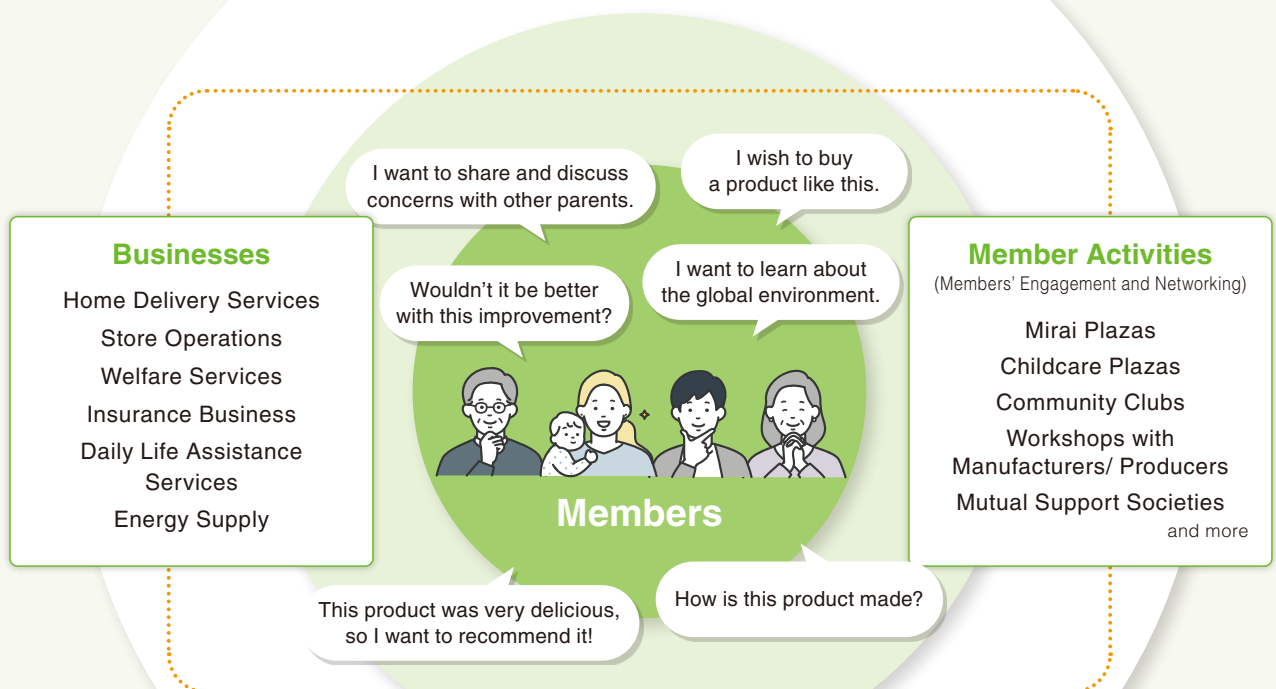 I want to share and discuss
concerns with other parents.
I wish to buy
a product like this.
Businesses
Home Delivery Services
Store Operations
Welfare Services
Insurance Business
Daily Life Assistance
Services
Energy Supply
Wouldn't it be better
with this improvement?
I want to learn about
the global environment.
Members
Member Activities
(Members' Engagement and Networking)
Mirai Plazas
Childcare Plazas
Community Clubs
Workshops with
Manufacturers/ Producers
Mutual Support Societies
and more
This product was very delicious,
so I want to recommend it!
How is this product made?